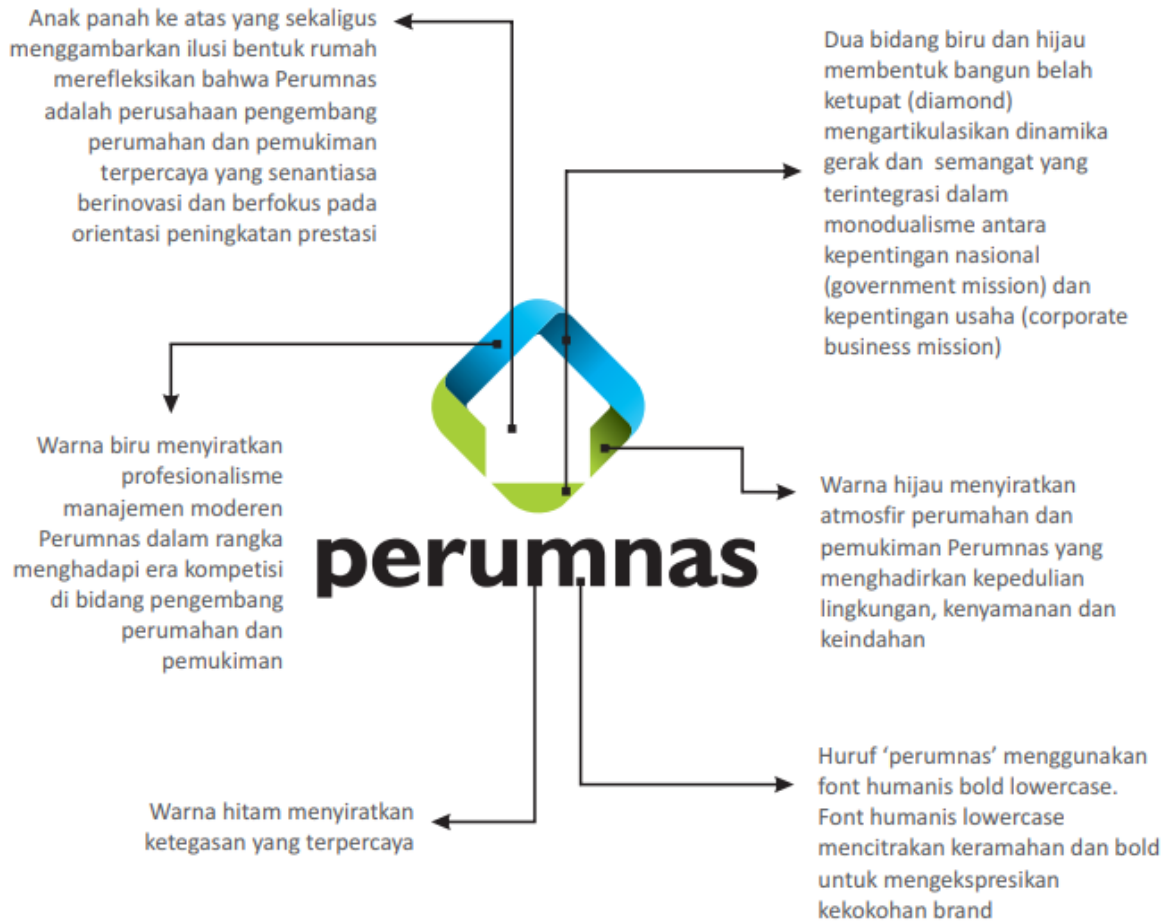 Anak panah ke atas yang sekaligus
menggambarkan ilusi bentuk rumah
merefleksikan bahwa Perumnas
adalah perusahaan pengembang
perumahan dan pemukiman
terpercaya yang senantiasa
berinovasi dan berfokus pada
orientasi peningkatan prestasi
Dua bidang biru dan hijau
membentuk bangun belah
ketupat (diamond)
mengartikulasikan dinamika
gerak dan semangat yang
terintegrasi dalam
monodualisme antara
kepentingan nasional
(government mission) dan
kepentingan usaha (corporate
business mission)
Warna biru menyiratkan
profesionalisme
manajemen moderen
Perumnas dalam rangka
menghadapi era kompetisi
di bidang pengembang
perumahan dan
pemukiman
perumnas
Warna hijau menyiratkan
atmosfir perumahan dan
pemukiman Perumnas yang
menghadirkan kepedulian
lingkungan, kenyamanan dan
keindahan
Warna hitam menyiratkan
ketegasan yang terpercaya
Huruf ‘perumnas’ menggunakan
font humanis bold lowercase.
Font humanis lowercase
mencitrakan keramahan dan bold
untuk mengekspresikan
kekokohan brand